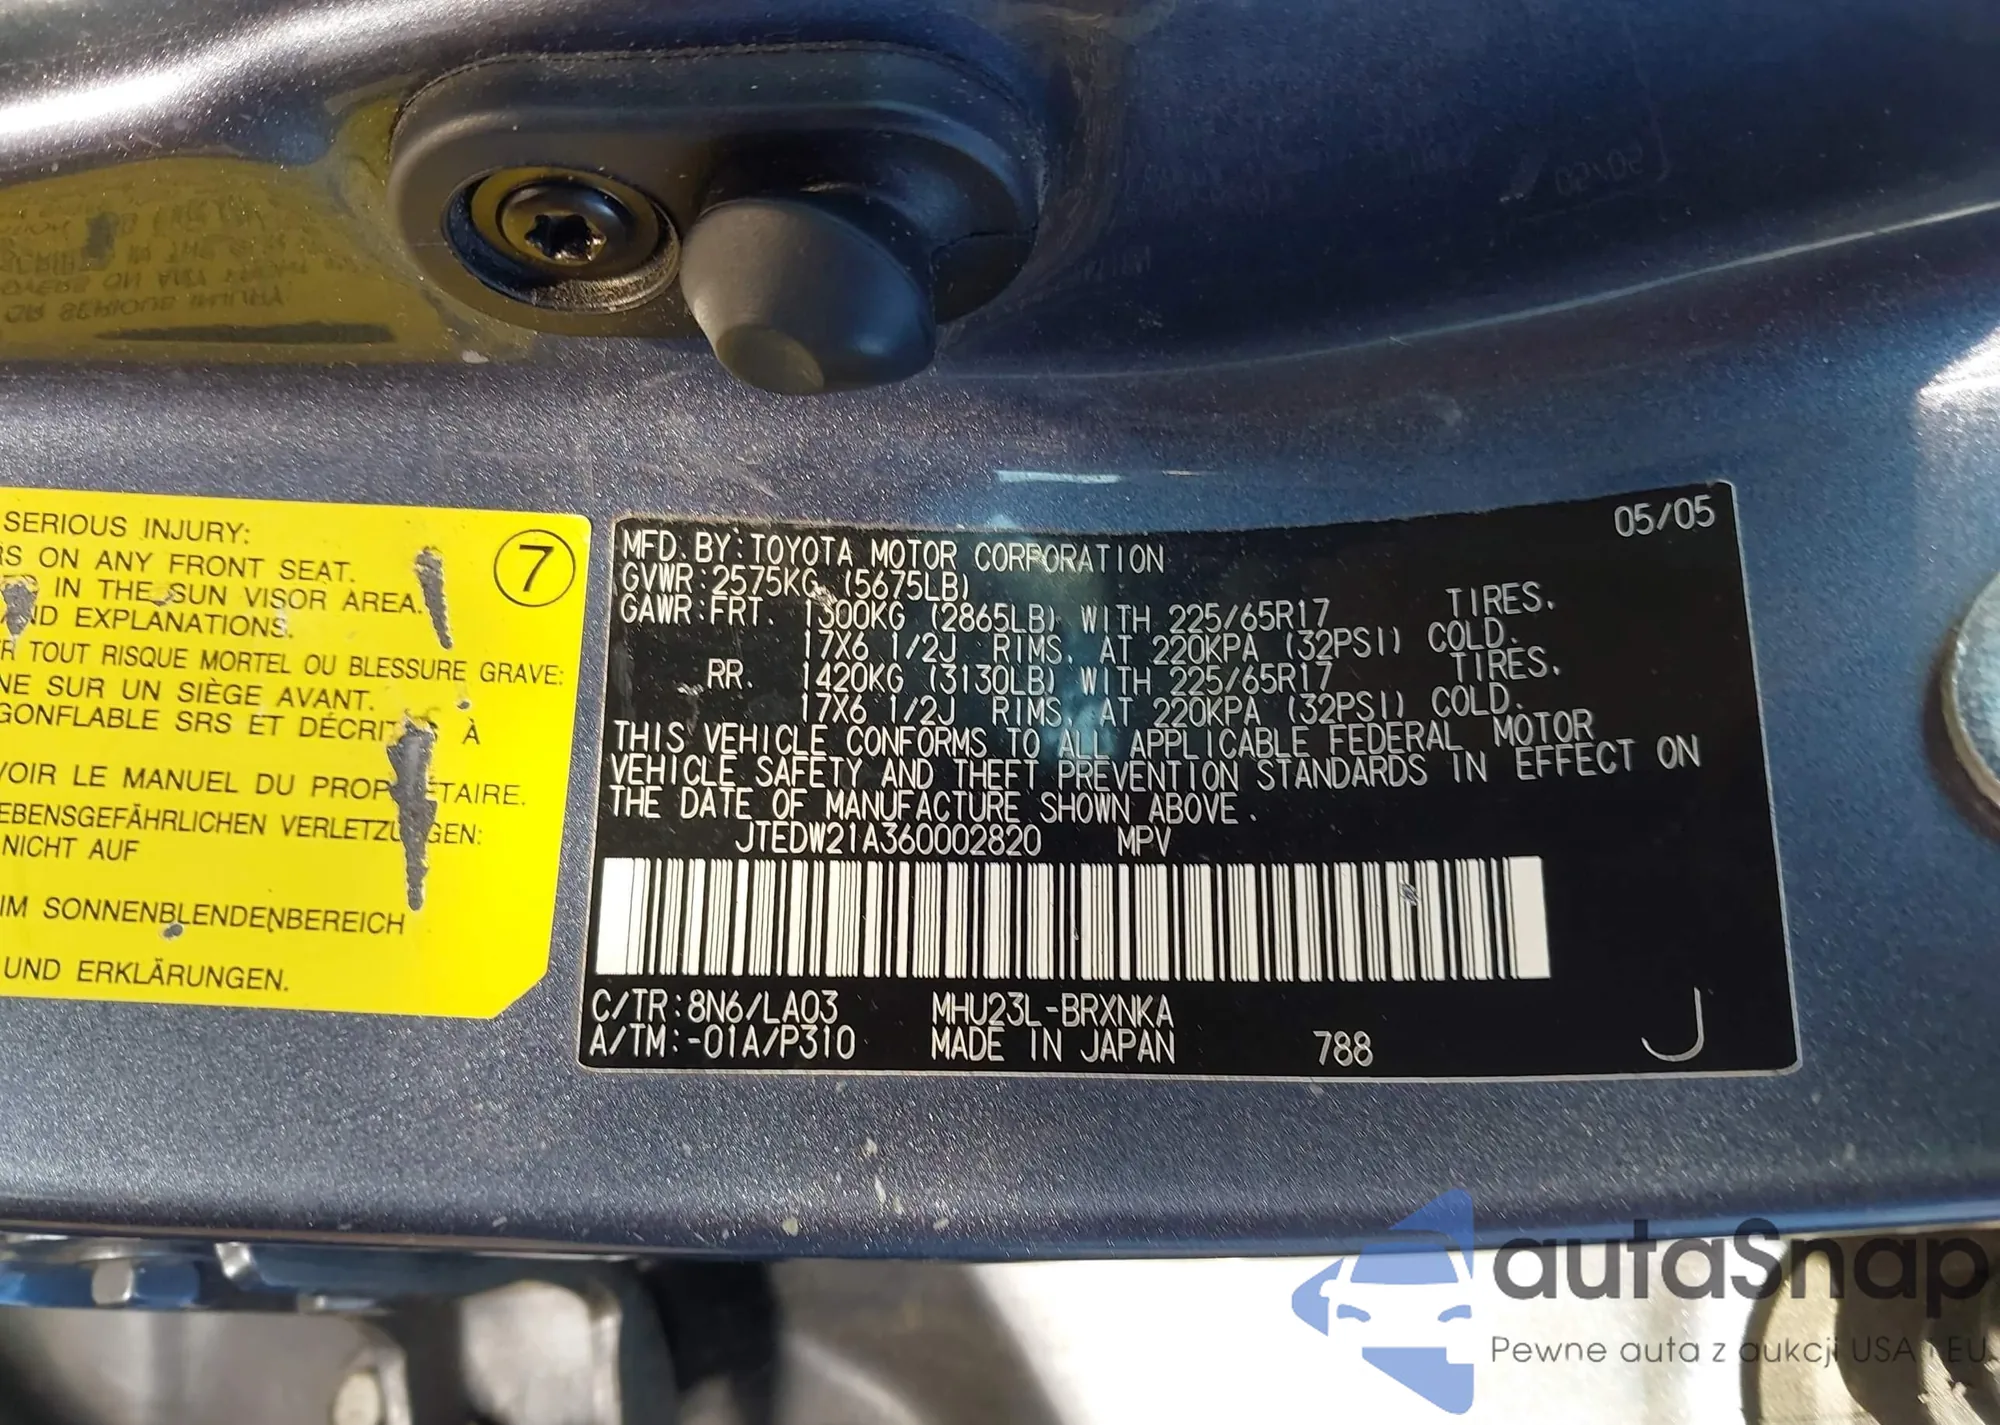 SERIOUS INJURY:
RS ON ANY FRONT SEAT.
IN THE SUN VISOR AREA.
ND EXPLANATIONS.
R TOUT RISQUE MORTEL OU BLESSURE GRAVE:
NE SUR UN SIÈGE AVANT.
GONFLABLE SRS ET DÉCRITS À
VOIR LE MANUEL DU PROPRIÉTAIRE.
EBENSGEFÄHRLICHEN VERLETZUNGEN:
NICHT AUF
IM SONNENBLENDENBEREICH
UND ERKLÄRUNGEN.
7
05/05
MFD. BY: TOYOTA MOTOR CORPORATION
GVWR: 2575KG (5675LB)
GAWR: FRT. 1300KG (2865LB) WITH 225/65R17 TIRES.
17X6 1/2J RIMS. AT 220KPA (32PSI) COLD.
RR. 1420KG (3130LB) WITH 225/65R17 TIRES.
17X6 1/2J RIMS. AT 220KPA (32PSI) COLD.
THIS VEHICLE CONFORMS TO ALL APPLICABLE FEDERAL MOTOR
VEHICLE SAFETY AND THEFT PREVENTION STANDARDS IN EFFECT ON
THE DATE OF MANUFACTURE SHOWN ABOVE.
JTEDW21A360002820 MPV
C/TR: 8N6/LA03 MHU23L-BRXNKA
A/TM: -01A/P310 MADE IN JAPAN 788
J
autaSnap
Pewne auta z aukcji USA i EU